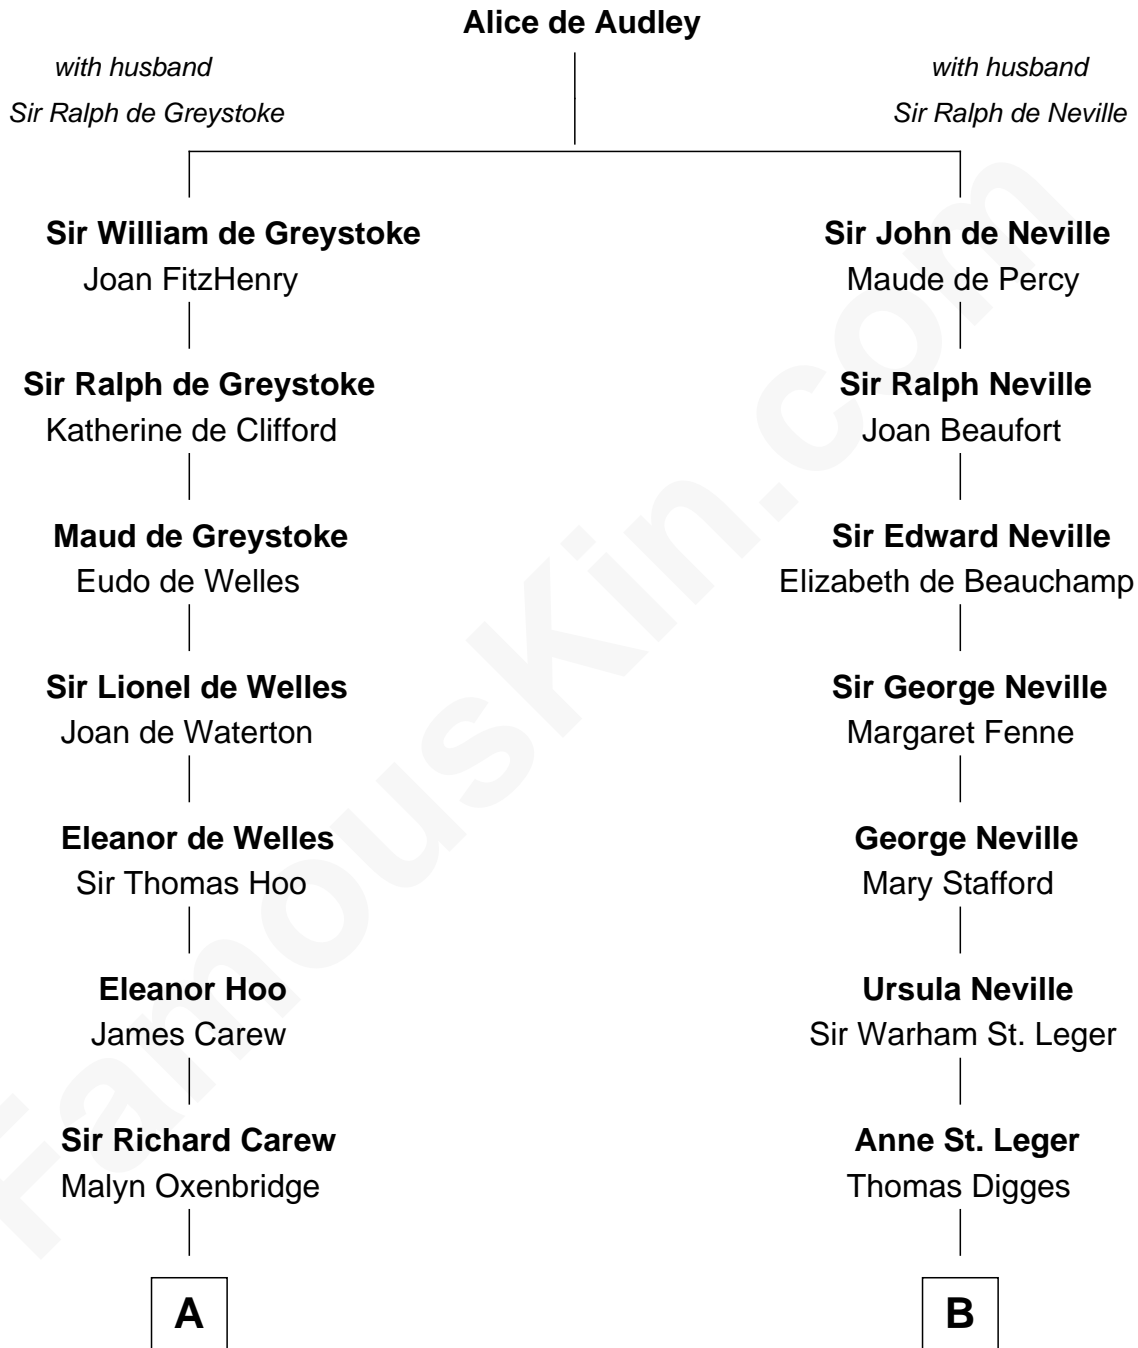 Alice de Audley
with husband
Sir Ralph de Greystoke
with husband
Sir Ralph de Neville
Sir William de Greystoke
Joan FitzHenry
Sir Ralph de Greystoke
Katherine de Clifford
Maud de Greystoke
Eudo de Welles
Sir Lionel de Welles
Joan de Waterton
Eleanor de Welles
Sir Thomas Hoo
Eleanor Hoo
James Carew
Sir Richard Carew
Malyn Oxenbridge
A
Sir John de Neville
Maude de Percy
Sir Ralph Neville
Joan Beaufort
Sir Edward Neville
Elizabeth de Beauchamp
Sir George Neville
Margaret Fenne
George Neville
Mary Stafford
Ursula Neville
Sir Warham St. Leger
Anne St. Leger
Thomas Digges
B
FamousKin.com